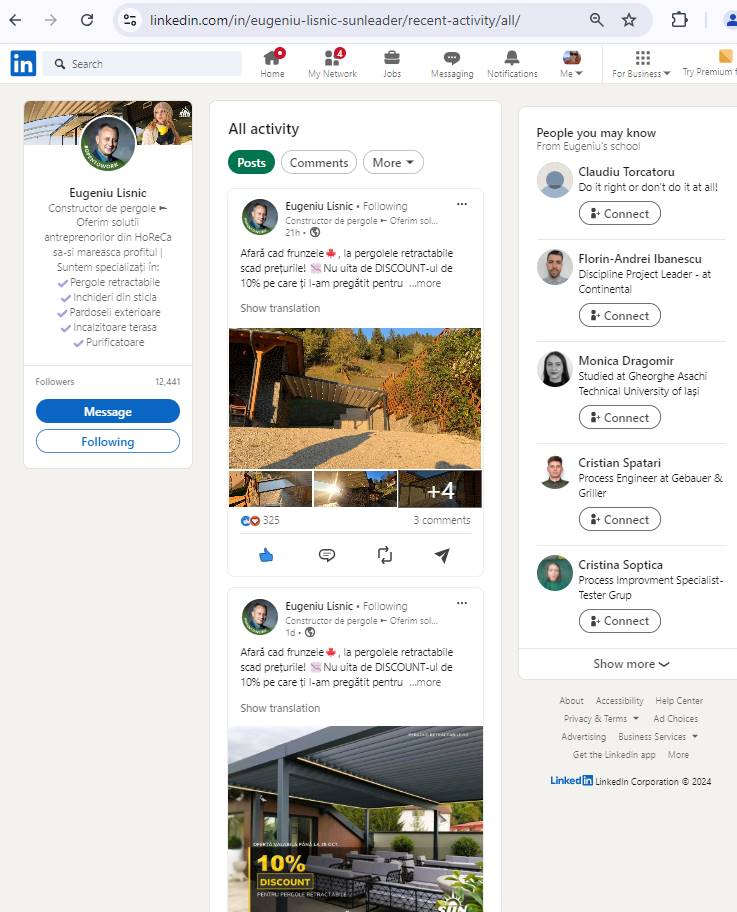 linkedin.com/in/eugeniu-lisnic-sunleader/recent-activity/all/
in
Search
Home
4
My Network
Jobs
Messaging
Notifications
Me
For Business
Try Premium f
#OPENTOWORK
Eugeniu Lisnic
Constructor de pergole ➳
Oferim solutii
antreprenorilor din HoReCa
sa-si mareasca profitul |
Suntem specializați în:
✔Pergole retractabile
✔Inchideri din sticla
✔Pardoseli exterioare
✔Incalzitoare terasa
✔Purificatoare
Followers 12,441
Message
Following
All activity
Posts
Comments
More
Eugeniu Lisnic • Following
Constructor de pergole ➳ Oferim sol...
21h •
Afară cad frunzele🍁, la pergolele retractabile
scad prețurile! Nu uita de DISCOUNT-ul de
10% pe care ți l-am pregătit pentru ...more
Show translation
+4
325
3 comments
Eugeniu Lisnic • Following
Constructor de pergole ➳ Oferim sol...
1d •
Afară cad frunzele🍁, la pergolele retractabile
scad prețurile! Nu uita de DISCOUNT-ul de
10% pe care ți l-am pregătit pentru ...more
Show translation
OFERTĂ VALABILĂ PÂNĂ LA 25 OCT.
10%
DISCOUNT
PENTRU PERGOLE RETRACTABILE
SUN
People you may know
From Eugeniu's school
Claudiu Torcatoru
Do it right or don't do it at all!
Connect
Florin-Andrei Ibanescu
Discipline Project Leader - at
Continental
Connect
Monica Dragomir
Studied at Gheorghe Asachi
Technical University of Iași
Connect
Cristian Spatari
Process Engineer at Gebauer &
Griller
Connect
Cristina Soptica
Process Improvment Specialist-
Tester Grup
Connect
Show more
About Accessibility Help Center
Privacy & Terms Ad Choices
Advertising Business Services
Get the LinkedIn app More
LinkedIn LinkedIn Corporation © 2024